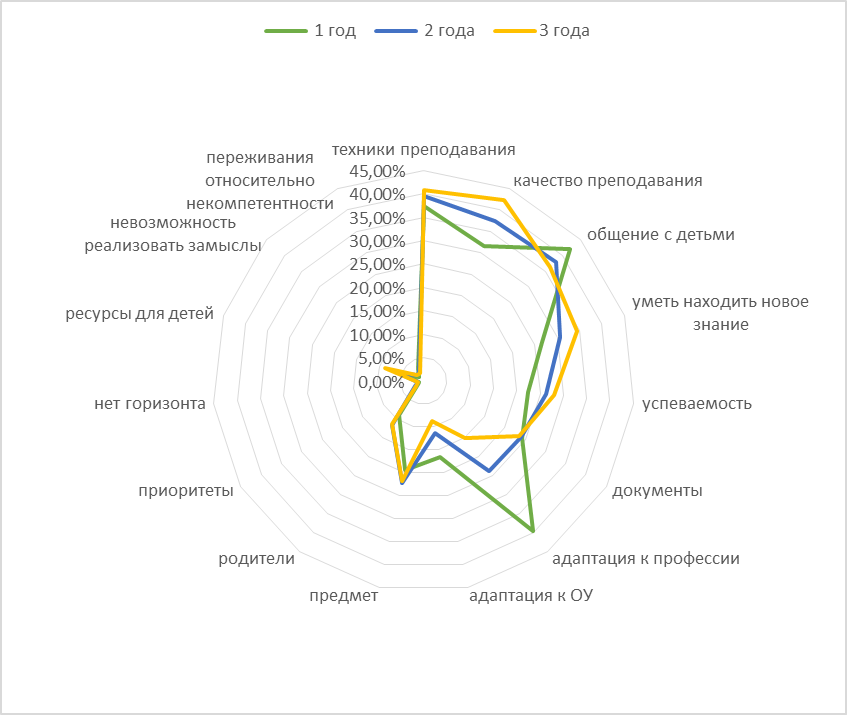 1 год 2 года 3 года
техники преподавания
качество преподавания
общение с детьми
уметь находить новое
знание
успеваемость
документы
адаптация к профессии
адаптация к ОУ
предмет
родители
приоритеты
нет горизонта
ресурсы для детей
невозможность
реализовать замыслы
переживания
относительно
некомпетентности
45,00%
40,00%
35,00%
30,00%
25,00%
20,00%
15,00%
10,00%
5,00%
0,00%